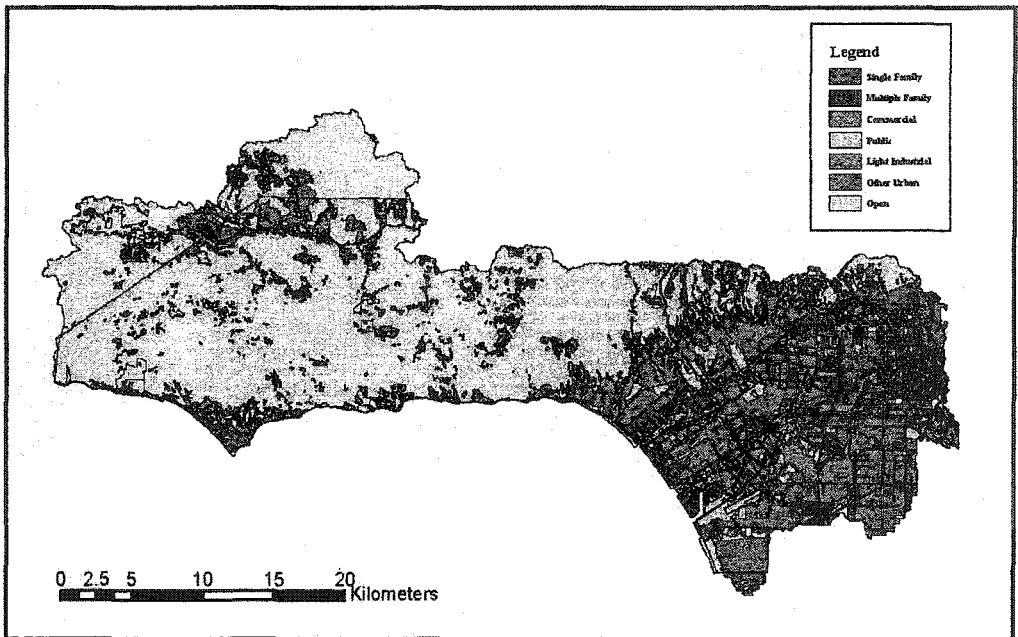 Legend
Single Family
Multiple Family
Commercial
Public
Light Industrial
Other Urban
Open
0 2.5 5 10 15 20
Kilometers